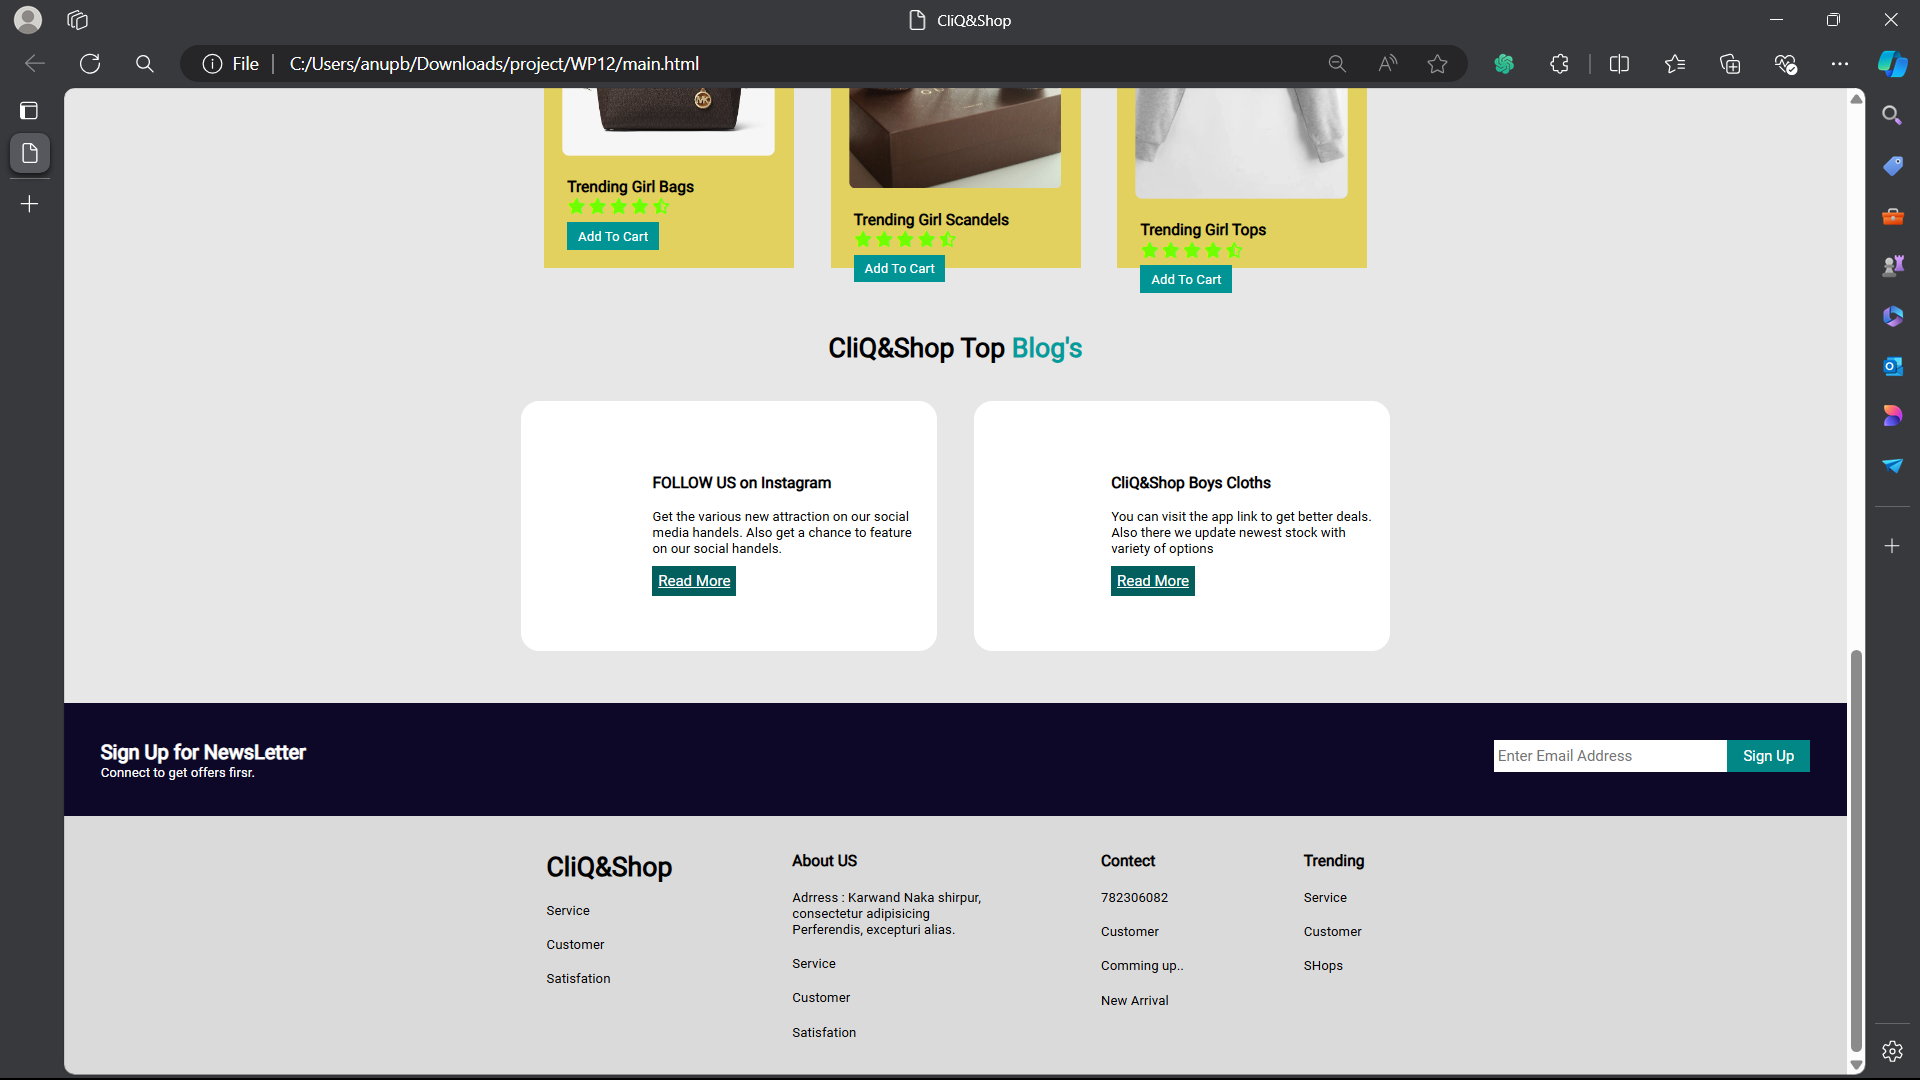 CliQ&Shop
File
C:/Users/anupb/Downloads/project/WP12/main.html
MK
Trending Girl Bags
Add To Cart
Trending Girl Scandels
Add To Cart
Trending Girl Tops
Add To Cart
CliQ&Shop Top Blog's
FOLLOW US on Instagram
Get the various new attraction on our social
media handels. Also get a chance to feature
on our social handels.
Read More
CliQ&Shop Boys Cloths
You can visit the app link to get better deals.
Also there we update newest stock with
variety of options
Read More
Sign Up for NewsLetter
Connect to get offers firsr.
Enter Email Address
Sign Up
CliQ&Shop
Service
Customer
Satisfation
About US
Adrress : Karwand Naka shirpur,
consectetur adipisicing
Perferendis, excepturi alias.
Service
Customer
Satisfation
Contect
782306082
Customer
Comming up..
New Arrival
Trending
Service
Customer
SHops